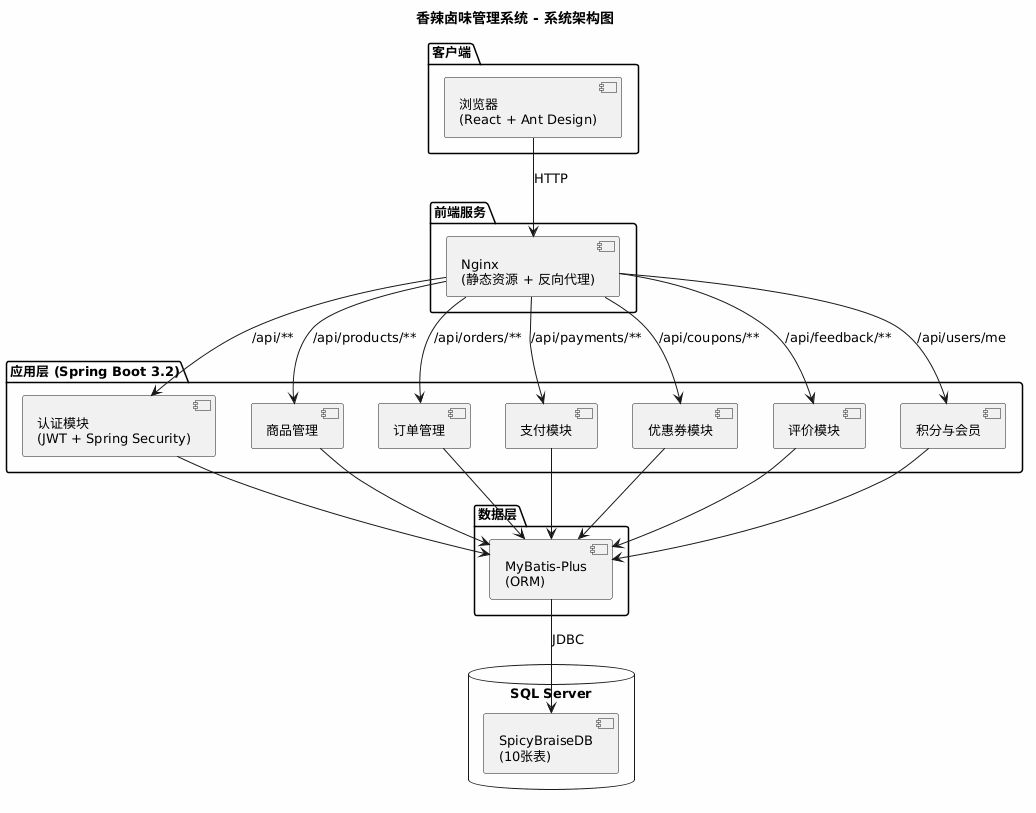 香辣卤味管理系统 - 系统架构图
客户端
浏览器
(React + Ant Design)
HTTP
前端服务
Nginx
(静态资源 + 反向代理)
/api/**
/api/products/**
/api/orders/**
/api/payments/**
/api/coupons/**
/api/feedback/**
/api/users/me
应用层 (Spring Boot 3.2)
认证模块
(JWT + Spring Security)
商品管理
订单管理
支付模块
优惠券模块
评价模块
积分与会员
数据层
MyBatis-Plus
(ORM)
JDBC
SQL Server
SpicyBraiseDB
(10张表)